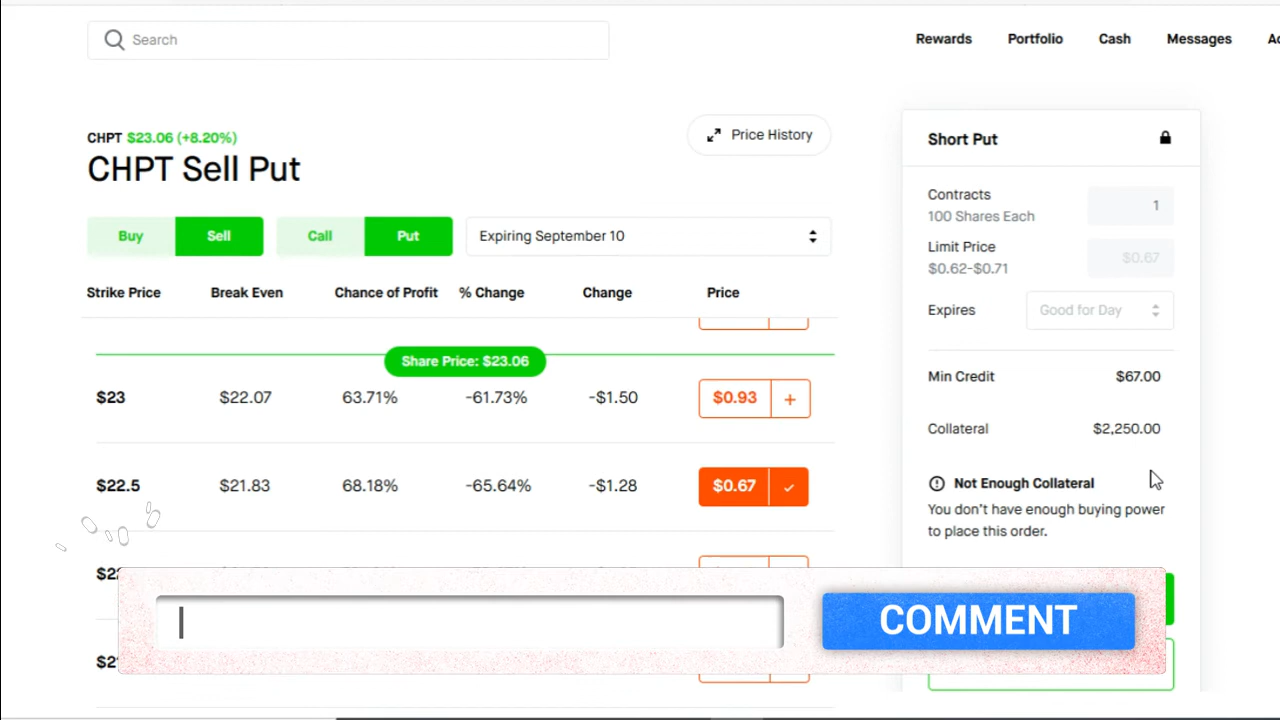 Search
Rewards Portfolio Cash Messages
CHPT $23.06 (+8.20%)
CHPT Sell Put
Price History
Buy Sell Call Put Expiring September 10
Strike Price Break Even Chance of Profit % Change Change Price
Share Price: $23.06
$23 $22.07 63.71% -61.73% -$1.50 $0.93 +
$22.5 $21.83 68.18% -65.64% -$1.28 $0.67
Short Put
Contracts 1
100 Shares Each
Limit Price $0.67
$0.62-$0.71
Expires Good for Day
Min Credit $67.00
Collateral $2,250.00
Not Enough Collateral
You don't have enough buying power
to place this order.
COMMENT